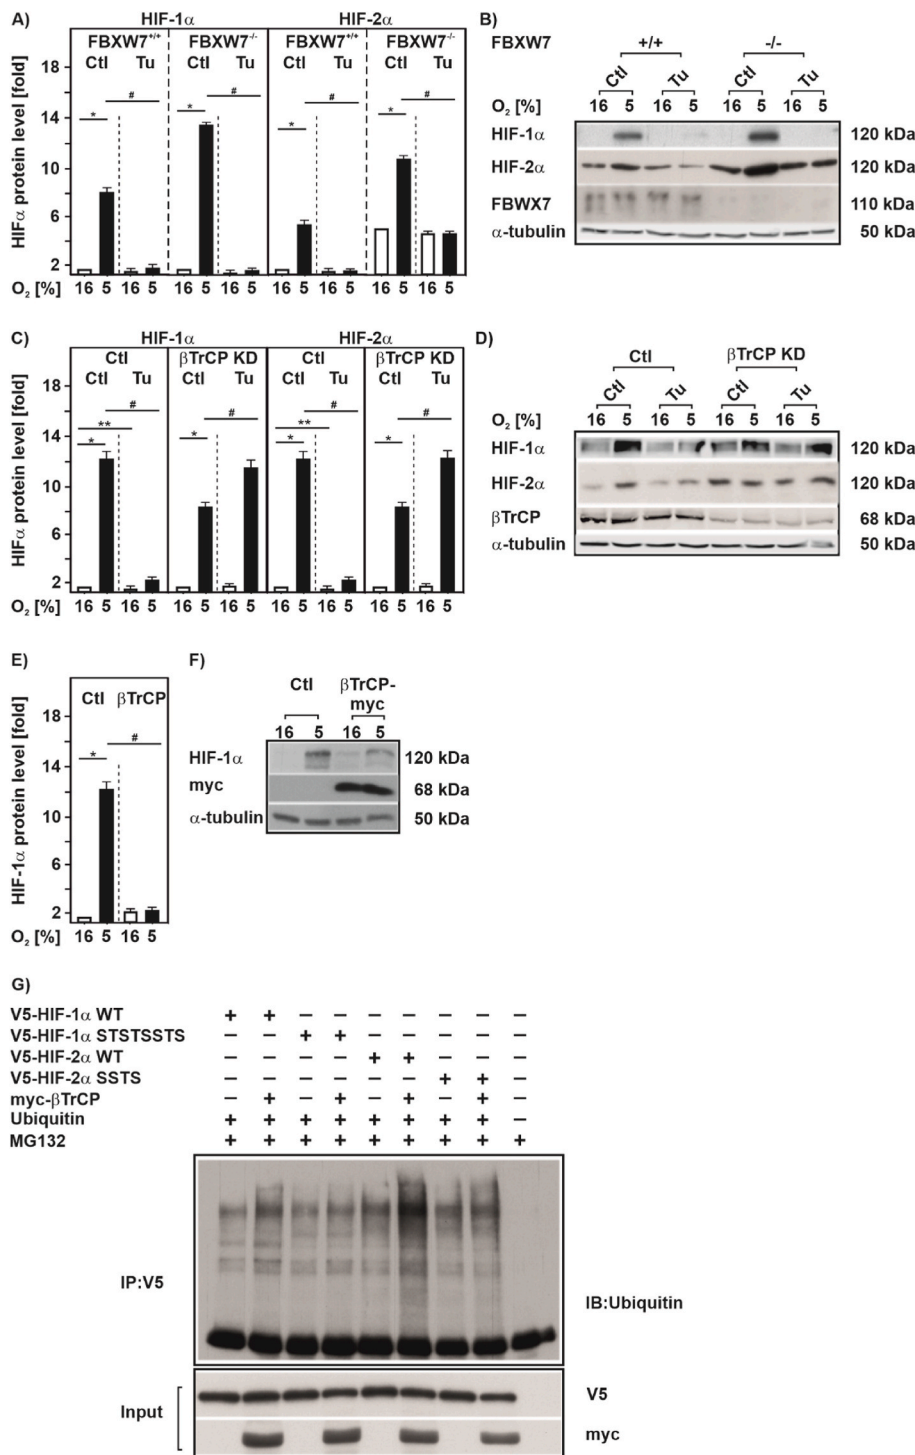 A)
HIF-1α HIF-2α
FBXW7+/+ FBXW7-/- FBXW7+/+ FBXW7-/-
Ctl Tu Ctl Tu Ctl Tu Ctl Tu
HIFα protein level [fold]
18
14
10
6
2
* # * # * # * #
O2 [%] 16 5 16 5 16 5 16 5 16 5 16 5 16 5 16 5
B)
FBXW7 +/+ -/-
Ctl Tu Ctl Tu
O2 [%] 16 5 16 5 16 5 16 5
HIF-1α 120 kDa
HIF-2α 120 kDa
FBWX7 110 kDa
α-tubulin 50 kDa
C)
HIF-1α HIF-2α
Ctl βTrCP KD Ctl βTrCP KD
Ctl Tu Ctl Tu Ctl Tu Ctl Tu
HIFα protein level [fold]
18
14
10
6
2
# # # #
** **
* * * *
O2 [%] 16 5 16 5 16 5 16 5 16 5 16 5 16 5 16 5
D)
Ctl βTrCP KD
Ctl Tu Ctl Tu
O2 [%] 16 5 16 5 16 5 16 5
HIF-1α 120 kDa
HIF-2α 120 kDa
βTrCP 68 kDa
α-tubulin 50 kDa
E)
Ctl βTrCP
HIF-1α protein level [fold]
18
14
10
6
2
* #
O2 [%] 16 5 16 5
F)
Ctl βTrCP-
myc
16 5 16 5
HIF-1α 120 kDa
myc 68 kDa
α-tubulin 50 kDa
G)
V5-HIF-1α WT + + – – – – – – –
V5-HIF-1α STSTSSTS – – + + – – – – –
V5-HIF-2α WT – – – – + + – – –
V5-HIF-2α SSTS – – – – – – + + –
myc-βTrCP – + – + – + – + –
Ubiquitin + + + + + + + + –
MG132 + + + + + + + + +
IP:V5
IB:Ubiquitin
Input
V5
myc